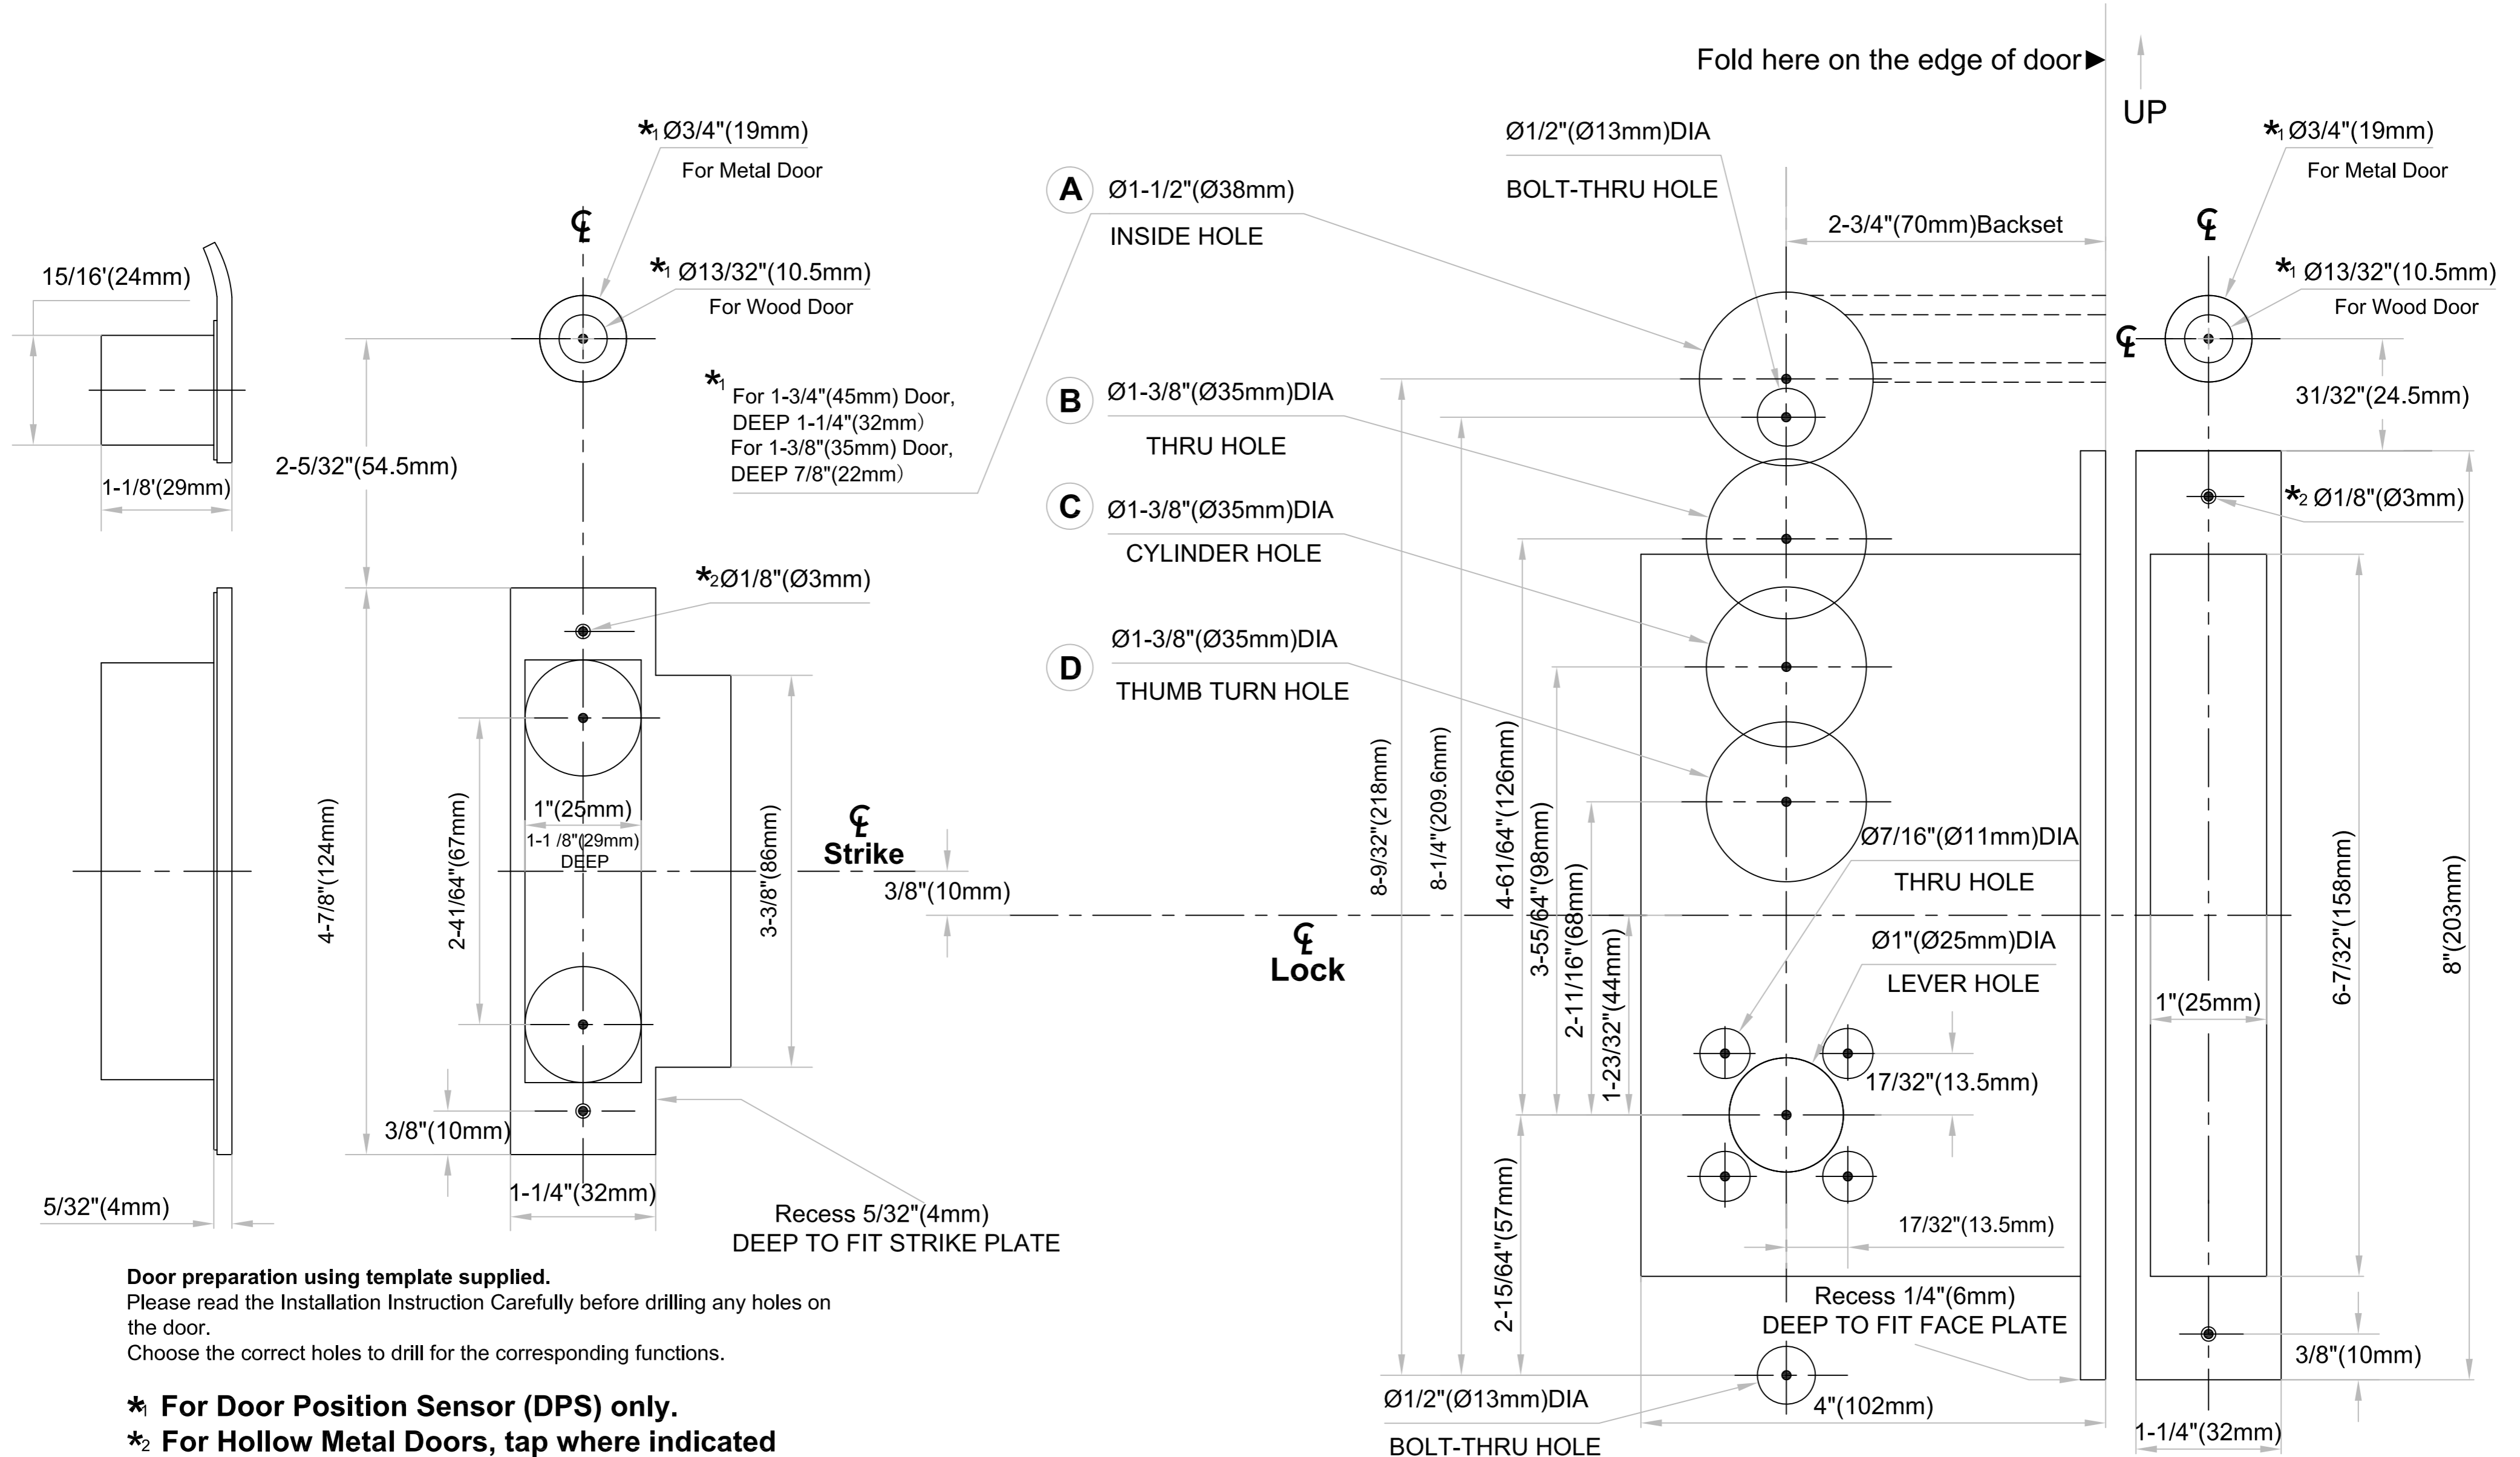 Fold here on the edge of door▶
UP
*1 Ø3/4"(19mm)
For Metal Door
℄
*1 Ø13/32"(10.5mm)
For Wood Door
*1
For 1-3/4"(45mm) Door,
DEEP 1-1/4"(32mm)
For 1-3/8"(35mm) Door,
DEEP 7/8"(22mm)
15/16'(24mm)
1-1/8'(29mm)
2-5/32"(54.5mm)
*2Ø1/8"(Ø3mm)
4-7/8"(124mm)
2-41/64"(67mm)
1"(25mm)
1-1 /8"(29mm)
DEEP
3-3/8"(86mm)
℄
Strike
3/8"(10mm)
3/8"(10mm)
1-1/4"(32mm)
5/32"(4mm)
Recess 5/32"(4mm)
DEEP TO FIT STRIKE PLATE
A
Ø1-1/2"(Ø38mm)
INSIDE HOLE
B
Ø1-3/8"(Ø35mm)DIA
THRU HOLE
C
Ø1-3/8"(Ø35mm)DIA
CYLINDER HOLE
D
Ø1-3/8"(Ø35mm)DIA
THUMB TURN HOLE
Ø1/2"(Ø13mm)DIA
BOLT-THRU HOLE
2-3/4"(70mm)Backset
8-9/32"(218mm)
8-1/4"(209.6mm)
4-61/64"(126mm)
3-55/64"(98mm)
2-11/16"(68mm)
1-23/32"(44mm)
2-15/64"(57mm)
℄
Lock
Ø7/16"(Ø11mm)DIA
THRU HOLE
Ø1"(Ø25mm)DIA
LEVER HOLE
17/32"(13.5mm)
17/32"(13.5mm)
Recess 1/4"(6mm)
DEEP TO FIT FACE PLATE
Ø1/2"(Ø13mm)DIA
BOLT-THRU HOLE
4"(102mm)
*1 Ø3/4"(19mm)
For Metal Door
℄
*1 Ø13/32"(10.5mm)
For Wood Door
℄
31/32"(24.5mm)
*2 Ø1/8"(Ø3mm)
6-7/32"(158mm)
8"(203mm)
1"(25mm)
3/8"(10mm)
1-1/4"(32mm)
Door preparation using template supplied.
Please read the Installation Instruction Carefully before drilling any holes on
the door.
Choose the correct holes to drill for the corresponding functions.
*1 For Door Position Sensor (DPS) only.
*2 For Hollow Metal Doors, tap where indicated